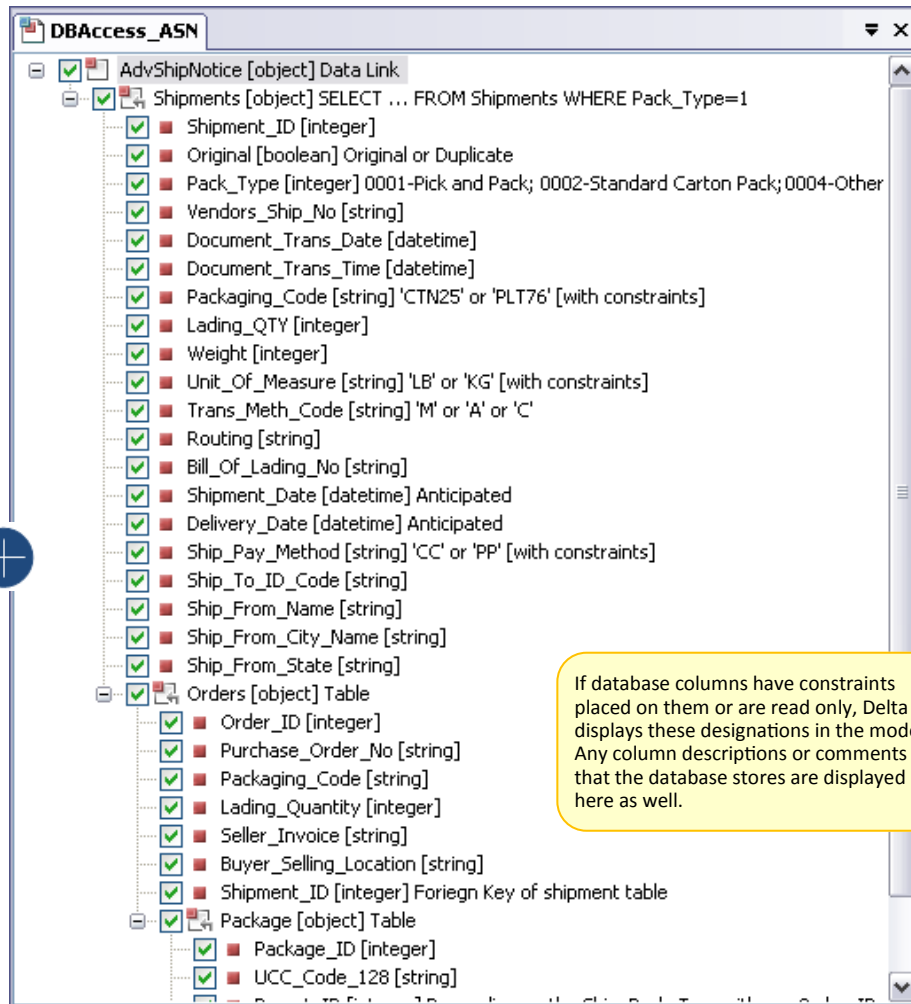 DBAccess_ASN
AdvShipNotice [object] Data Link
Shipments [object] SELECT ... FROM Shipments WHERE Pack_Type=1
Shipment_ID [integer]
Original [boolean] Original or Duplicate
Pack_Type [integer] 0001-Pick and Pack; 0002-Standard Carton Pack; 0004-Other
Vendors_Ship_No [string]
Document_Trans_Date [datetime]
Document_Trans_Time [datetime]
Packaging_Code [string] 'CTN25' or 'PLT76' [with constraints]
Lading_QTY [integer]
Weight [integer]
Unit_Of_Measure [string] 'LB' or 'KG' [with constraints]
Trans_Meth_Code [string] 'M' or 'A' or 'C'
Routing [string]
Bill_Of_Lading_No [string]
Shipment_Date [datetime] Anticipated
Delivery_Date [datetime] Anticipated
Ship_Pay_Method [string] 'CC' or 'PP' [with constraints]
Ship_To_ID_Code [string]
Ship_From_Name [string]
Ship_From_City_Name [string]
Ship_From_State [string]
Orders [object] Table
Order_ID [integer]
Purchase_Order_No [string]
Packaging_Code [string]
Lading_Quantity [integer]
Seller_Invoice [string]
Buyer_Selling_Location [string]
Shipment_ID [integer] Foriegn Key of shipment table
Package [object] Table
Package_ID [integer]
UCC_Code_128 [string]
If database columns have constraints
placed on them or are read only, Delta
displays these designations in the
Any column descriptions or comments
that the database stores are displayed
here as well.